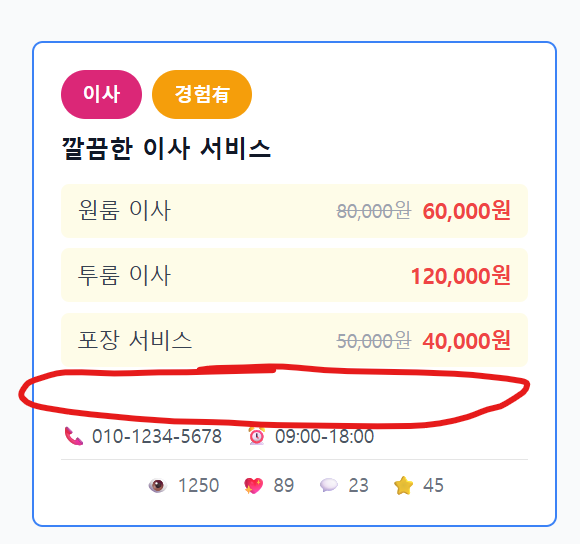 이사 경험有
깔끔한 이사 서비스
원룸 이사 80,000원 60,000원
투룸 이사 120,000원
포장 서비스 50,000원 40,000원
010-1234-5678 09:00-18:00
1250 89 23 45